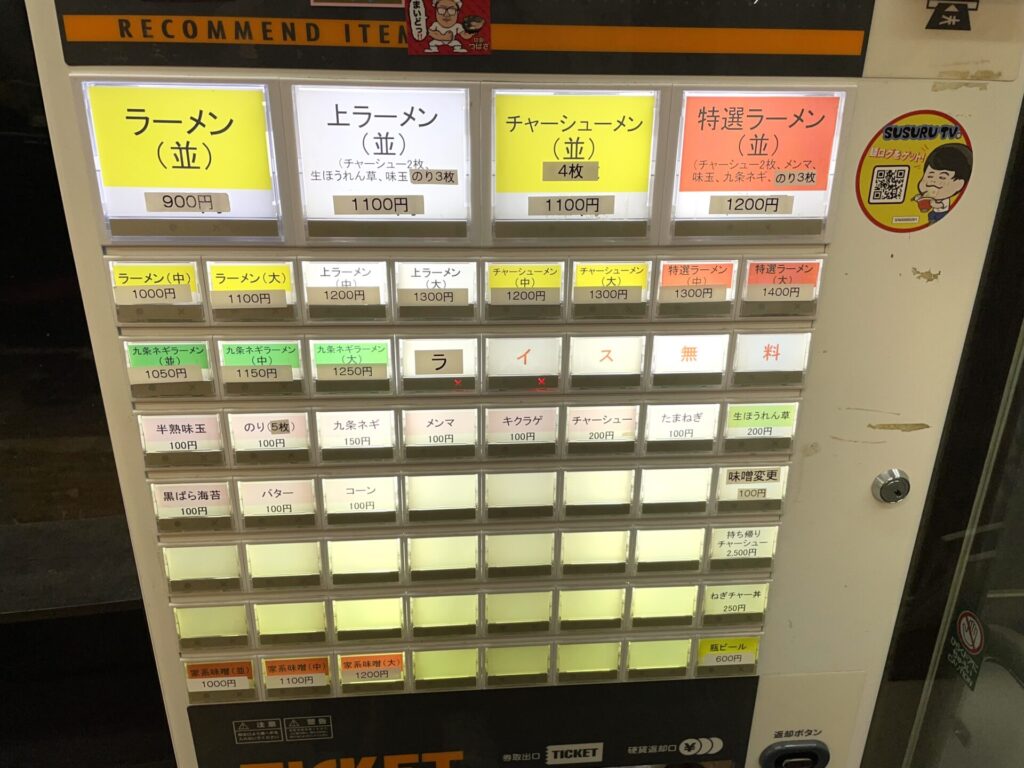 RECOMMEND ITEM
まいどっ!
つばさ
ラーメン
(並)
900円
上ラーメン
(並)
(チャーシュー2枚、
生ほうれん草、味玉 のり3枚
1100円
チャーシューメン
(並)
4枚
1100円
特選ラーメン
(並)
(チャーシュー2枚、メンマ、
味玉、九条ネギ、のり3枚
1200円
SUSURU TV.
ラーメン(中)
1000円
ラーメン(大)
1100円
上ラーメン
(中)
1200円
上ラーメン
(大)
1300円
チャーシューメン
(中)
1200円
チャーシューメン
(大)
1300円
特選ラーメン
(中)
1300円
特選ラーメン
(大)
1400円
九条ネギラーメン
(並)
1050円
九条ネギラーメン
(中)
1150円
九条ネギラーメン
(大)
1250円
ラ
イ
ス
無
料
半熟味玉
100円
のり(5枚)
100円
九条ネギ
150円
メンマ
100円
キクラゲ
100円
チャーシュー
200円
たまねぎ
100円
生ほうれん草
200円
黒ばら海苔
100円
バター
100円
コーン
100円
味噌変更
100円
持ち帰り
チャーシュー
2,500円
ねぎチャー丼
250円
家系味噌(並)
1000円
家系味噌(中)
1100円
家系味噌(大)
1200円
瓶ビール
600円
注意
警告
TICKET
券取出口
TICKET
硬貨返却口
¥
返却ボタン